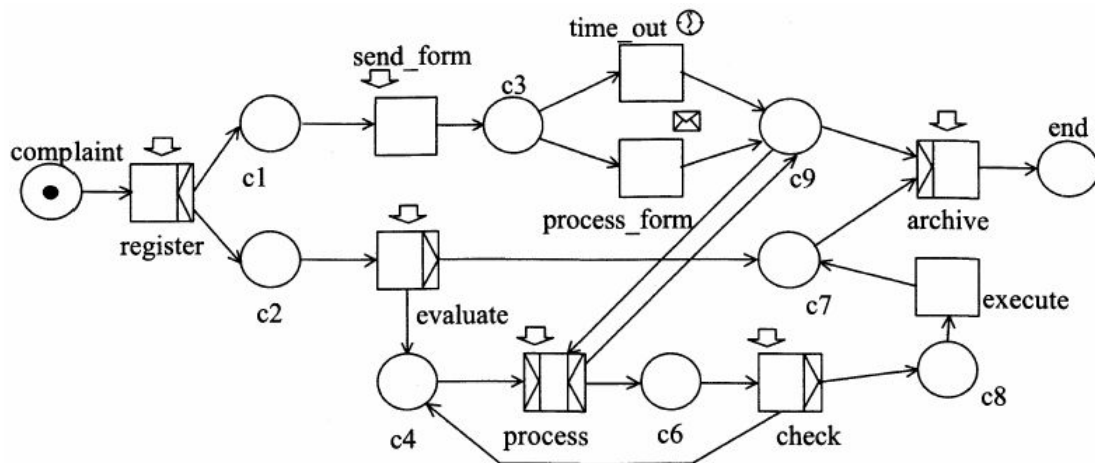 time_out
send_form
c3
complaint
c1
c9
end
process_form
register
archive
c2
evaluate
c7
execute
c4
process
c6
check
c8